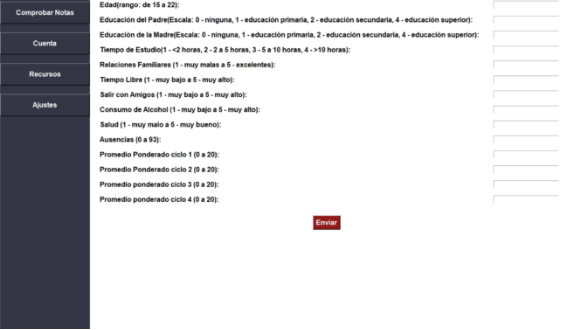 Comprobar Notas
Cuenta
Recursos
Ajustes
Edad(rango: de 15 a 22):
Educación del Padre(Escala: 0 - ninguna, 1 - educación primaria, 2 - educación secundaria, 4 - educación superior):
Educación de la Madre(Escala: 0 - ninguna, 1 - educación primaria, 2 - educación secundaria, 4 - educación superior):
Tiempo de Estudio(1 - <2 horas, 2 - 2 a 5 horas, 3 - 5 a 10 horas, 4 - >10 horas):
Relaciones Familiares (1 - muy malas a 5 - excelentes):
Tiempo Libre (1 - muy bajo a 5 - muy alto):
Salir con Amigos (1 - muy bajo a 5 - muy alto):
Consumo de Alcohol (1 - muy bajo a 5 - muy alto):
Salud (1 - muy malo a 5 - muy bueno):
Ausencias (0 a 93):
Promedio Ponderado ciclo 1 (0 a 20):
Promedio Ponderado ciclo 2 (0 a 20):
Promedio ponderado ciclo 3 (0 a 20):
Promedio ponderado ciclo 4 (0 a 20):
Enviar